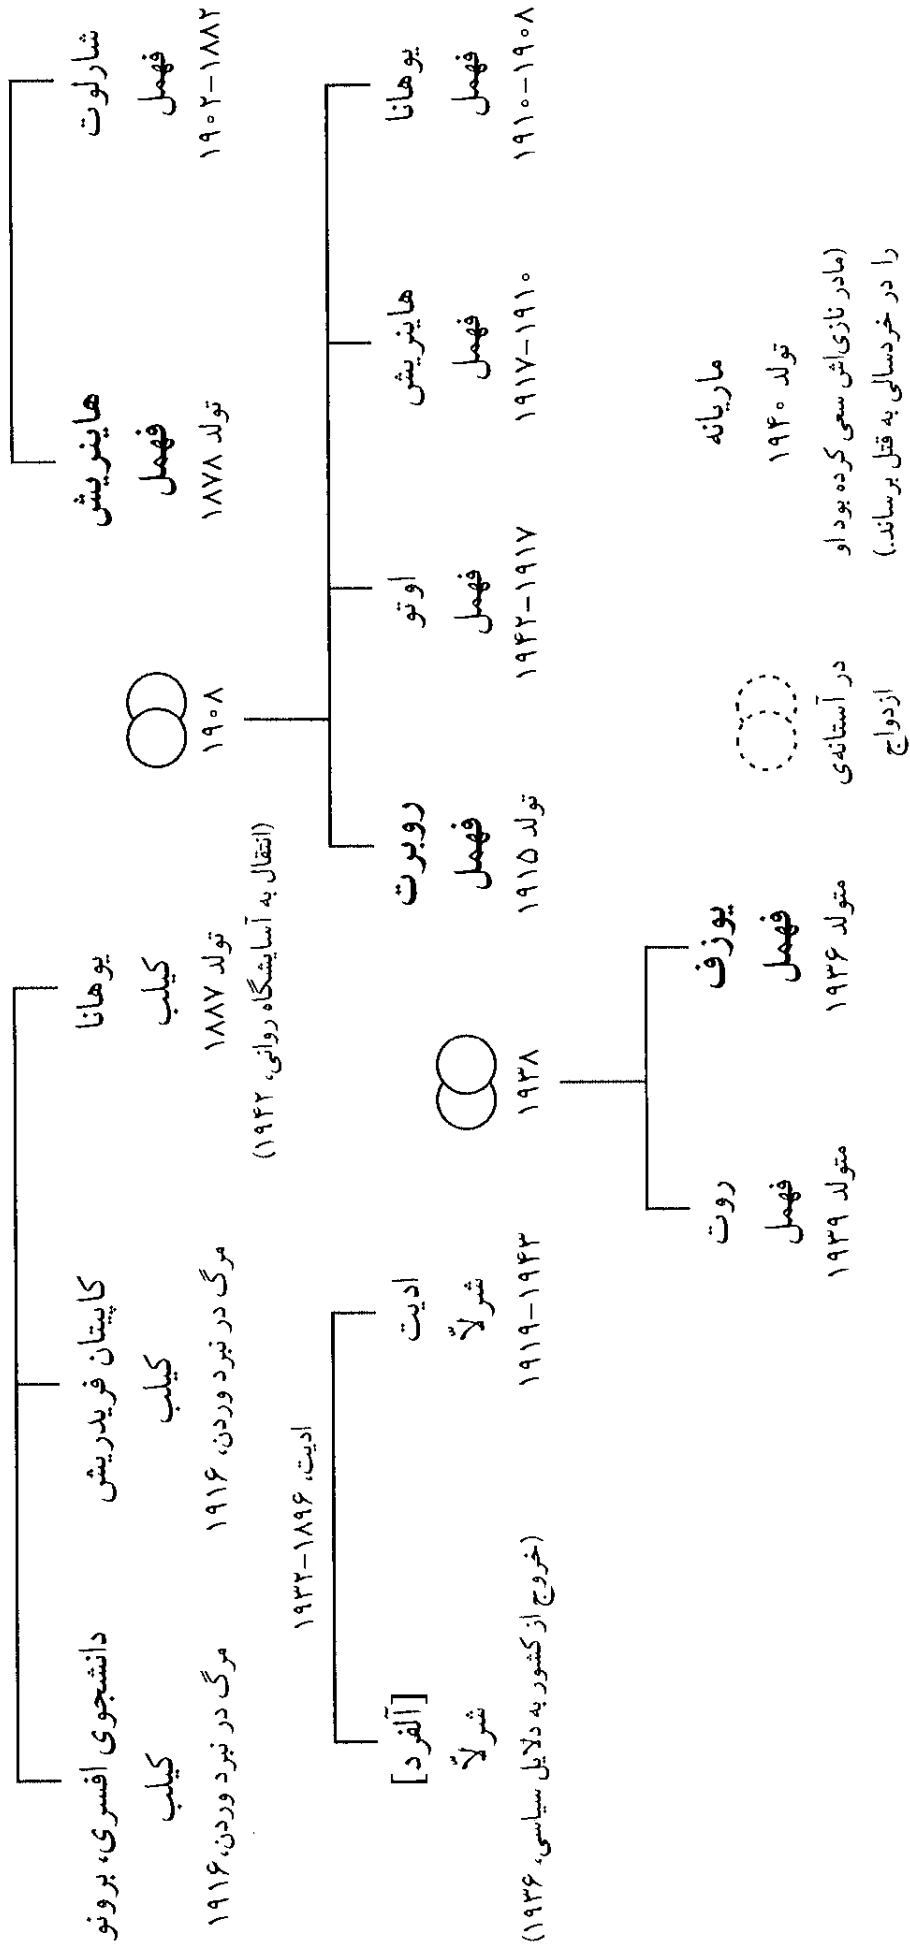 شارلوت
فهمل
۱۹۰۲-۱۸۸۲
هاینریش
فهمل
تولد ۱۸۷۸
۱۹۰۸
یوهانا
کیلب
تولد ۱۸۸۷
(انتقال به آسایشگاه روانی، ۱۹۴۲)
کاپیتان فریدریش
کیلب
مرگ در نبرد وردن، ۱۹۱۶
دانشجوی افسری، برونو
کیلب
مرگ در نبرد وردن، ۱۹۱۶
یوهانا
فهمل
۱۹۱۰-۱۹۰۸
هاینریش
فهمل
۱۹۱۷-۱۹۱۰
اوتو
فهمل
۱۹۴۲-۱۹۱۷
روبرت
فهمل
تولد ۱۹۱۵
۱۹۳۸
ادیت، ۱۸۹۶-۱۹۳۲
ادیت
شرلاّ
۱۹۱۹-۱۹۴۳
[آلفرد]
شرلاّ
(خروج از کشور به دلایل سیاسی، ۱۹۳۶)
ماریانه
تولد ۱۹۴۰
(مادر نازی‌اش سعی کرده بود او
را در خردسالی به قتل برساند.)
در آستانه‌ی
ازدواج
یوزف
فهمل
متولد ۱۹۳۶
روت
فهمل
متولد ۱۹۳۹